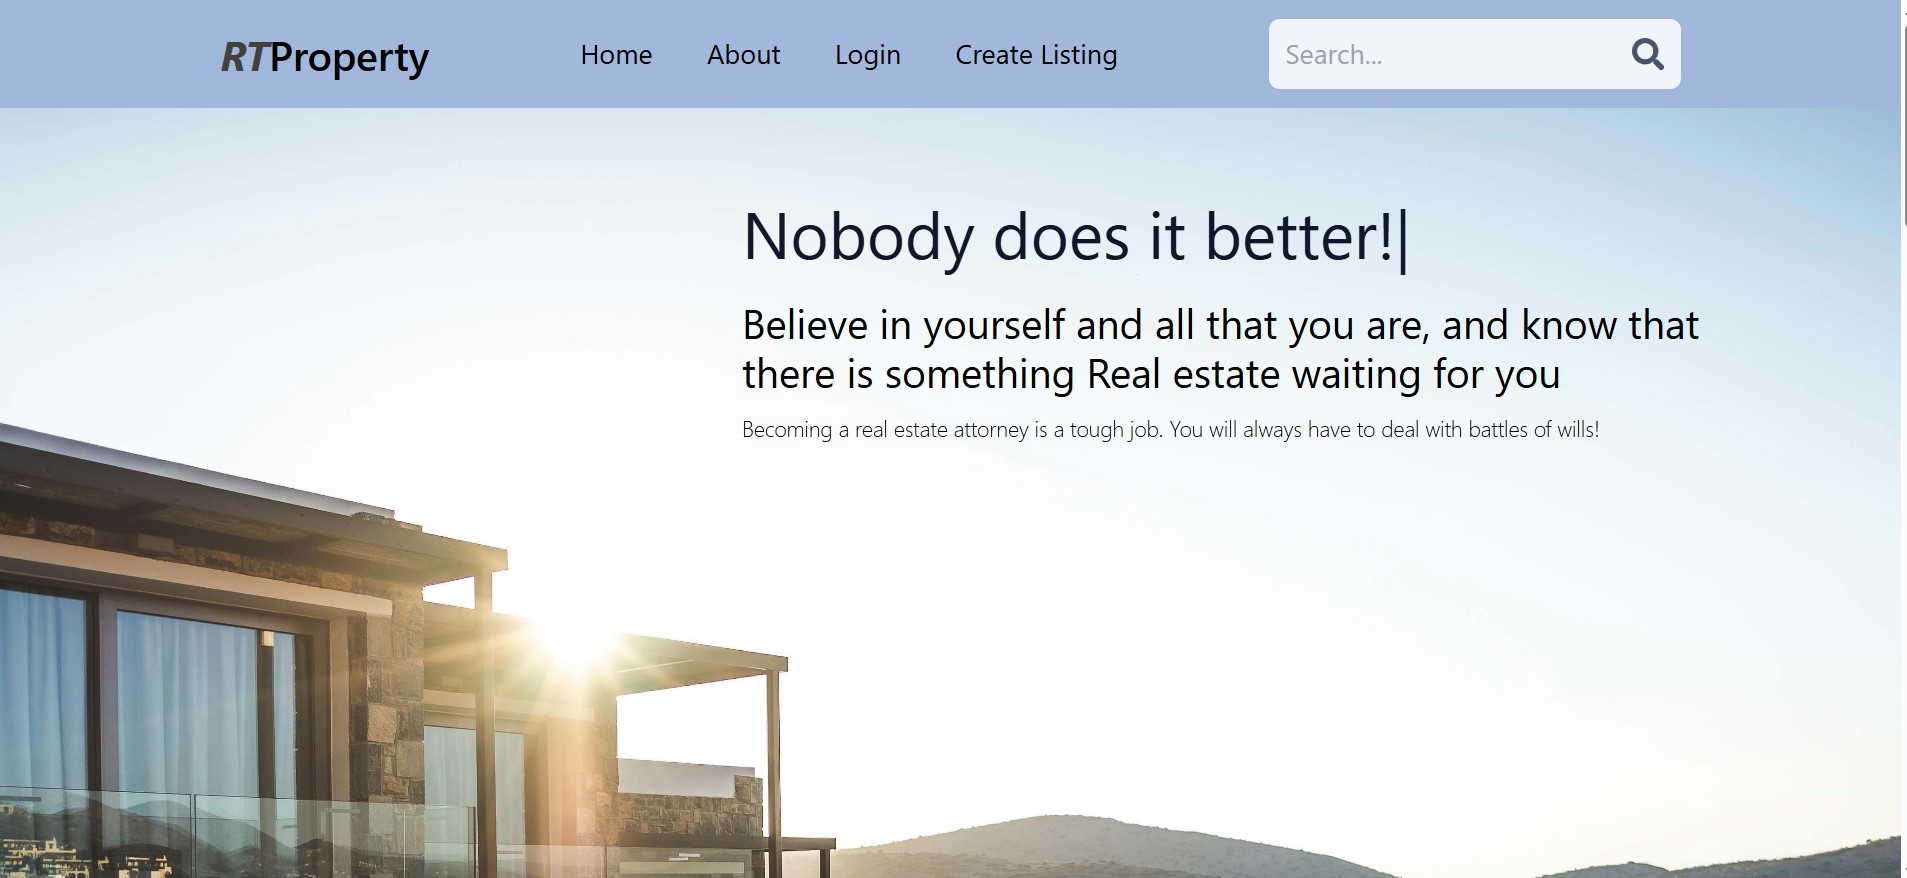 RTProperty
Home
About
Login
Create Listing
Search...
Nobody does it better!|
Believe in yourself and all that you are, and know that
there is something Real estate waiting for you
Becoming a real estate attorney is a tough job. You will always have to deal with battles of wills!